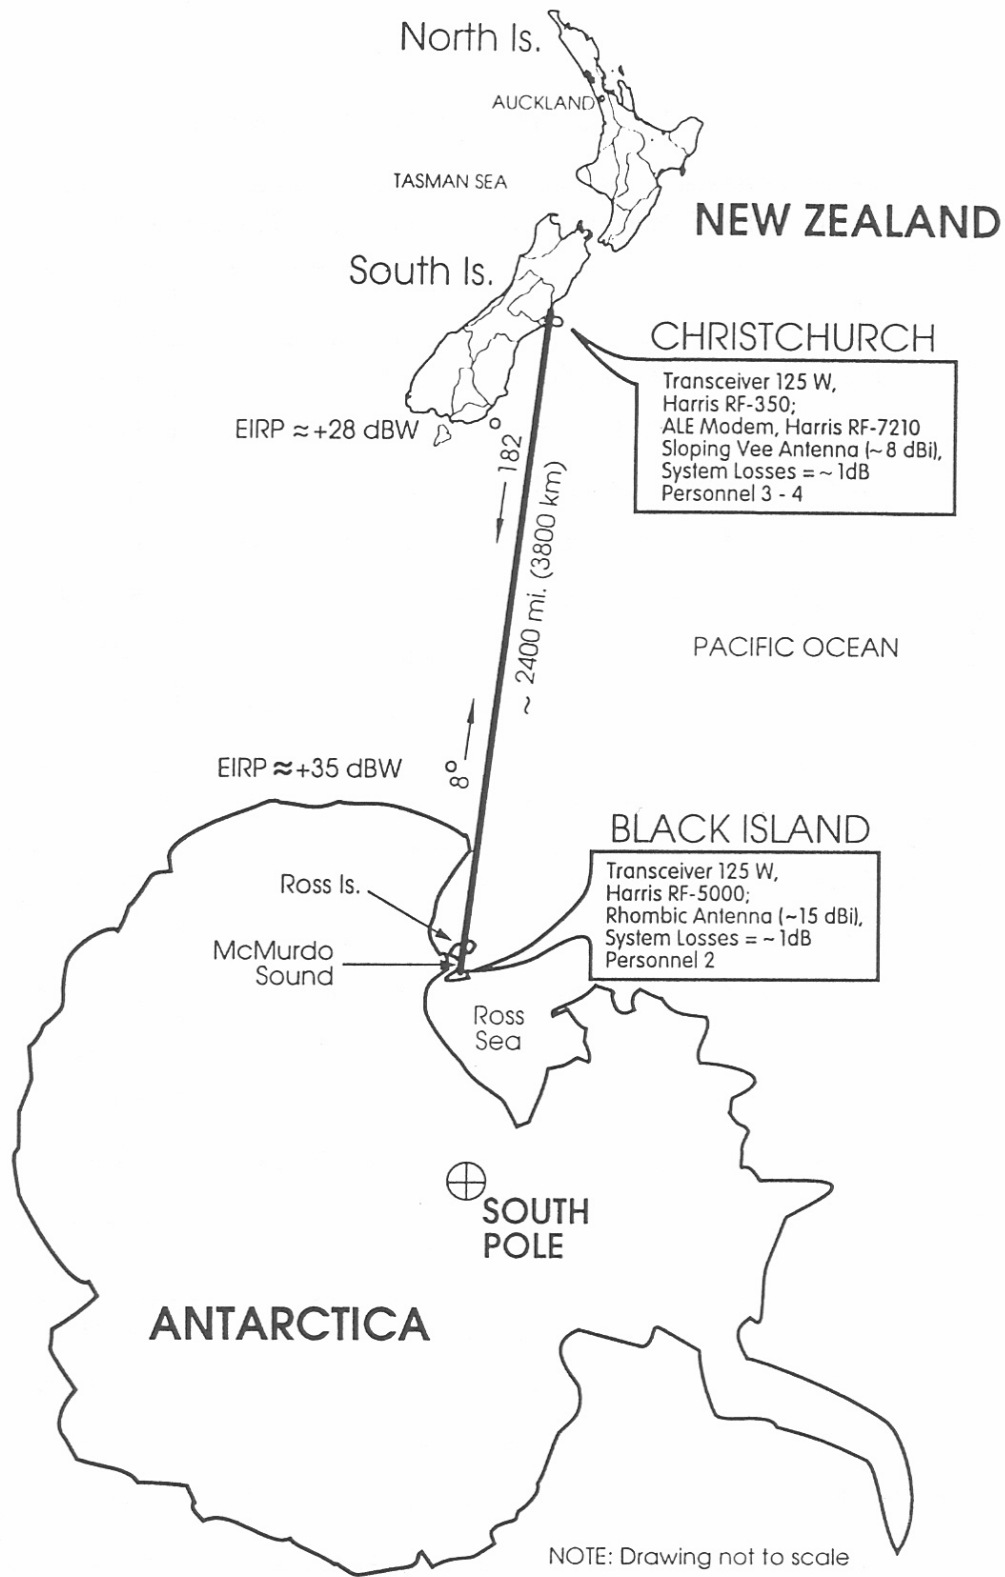 North Is.
AUCKLAND
TASMAN SEA
NEW ZEALAND
South Is.
CHRISTCHURCH
Transceiver 125 W,
Harris RF-350;
ALE Modem, Harris RF-7210
Sloping Vee Antenna (~8 dBi),
System Losses = ~ 1dB
Personnel 3 - 4
EIRP ≈ +28 dBW
182°
~ 2400 mi. (3800 km)
PACIFIC OCEAN
8°
EIRP ≈ +35 dBW
BLACK ISLAND
Transceiver 125 W,
Harris RF-5000;
Rhombic Antenna (~15 dBi),
System Losses = ~ 1dB
Personnel 2
Ross Is.
McMurdo
Sound
Ross
Sea
SOUTH
POLE
ANTARCTICA
NOTE: Drawing not to scale